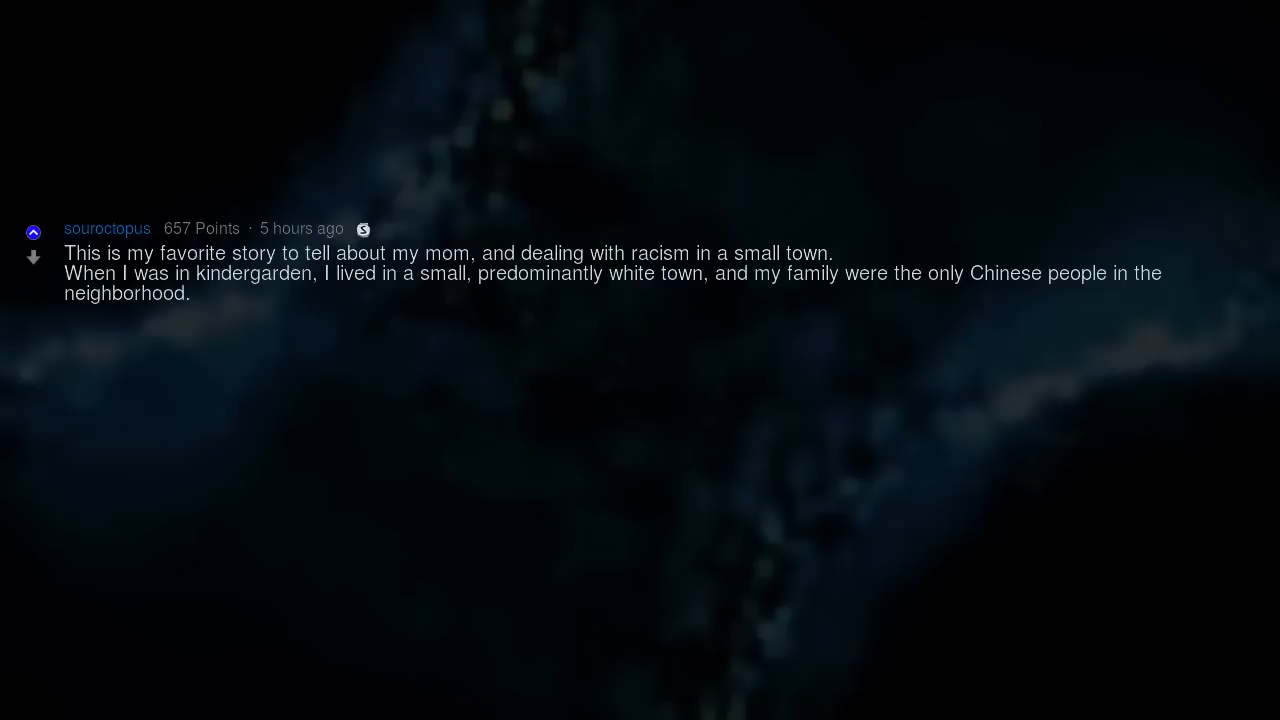 souroctopus 657 Points · 5 hours ago
This is my favorite story to tell about my mom, and dealing with racism in a small town.
When I was in kindergarden, I lived in a small, predominantly white town, and my family were the only Chinese people in the
neighborhood.